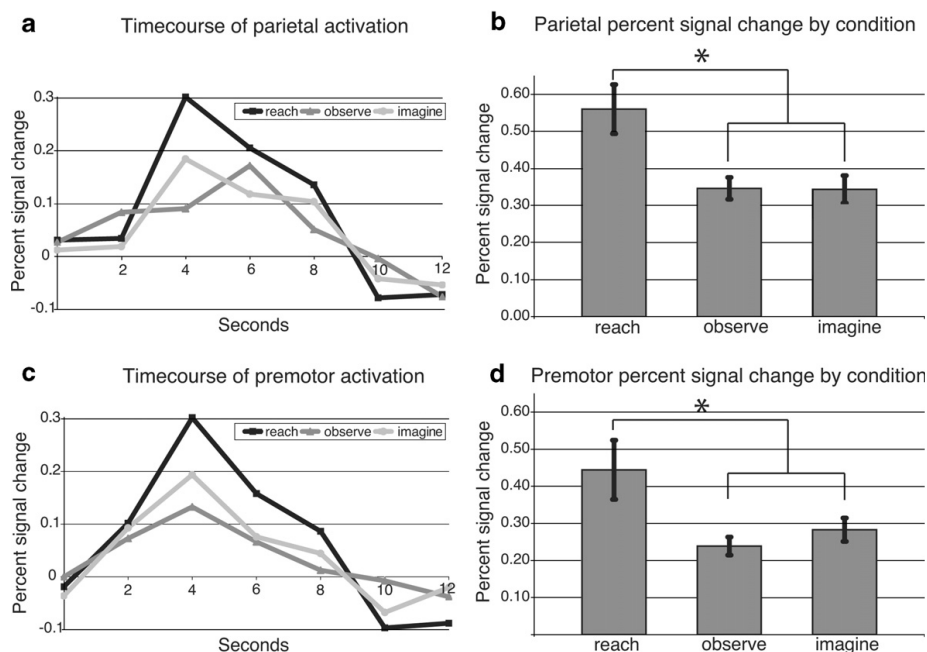 a
Timecourse of parietal activation
Percent signal change
0.3
0.2
0.1
0
-0.1
reach observe imagine
2 4 6 8 10 12
Seconds
b
Parietal percent signal change by condition
*
Percent signal change
0.60
0.50
0.40
0.30
0.20
0.10
0.00
reach observe imagine
c
Timecourse of premotor activation
Percent signal change
0.3
0.2
0.1
0
-0.1
reach observe imagine
2 4 6 8 10 12
Seconds
d
Premotor percent signal change by condition
*
Percent signal change
0.60
0.50
0.40
0.30
0.20
0.10
reach observe imagine